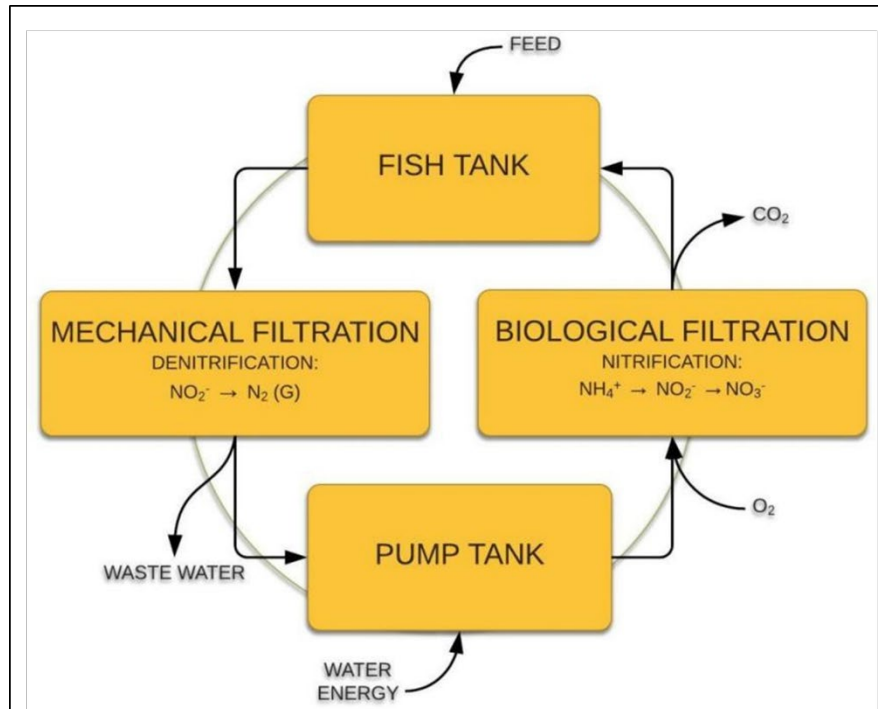 FEED
FISH TANK
CO₂
MECHANICAL FILTRATION
DENITRIFICATION:
NO₂⁻ → N₂ (G)
BIOLOGICAL FILTRATION
NITRIFICATION:
NH₄⁺ → NO₂⁻ → NO₃⁻
O₂
PUMP TANK
WASTE WATER
WATER
ENERGY